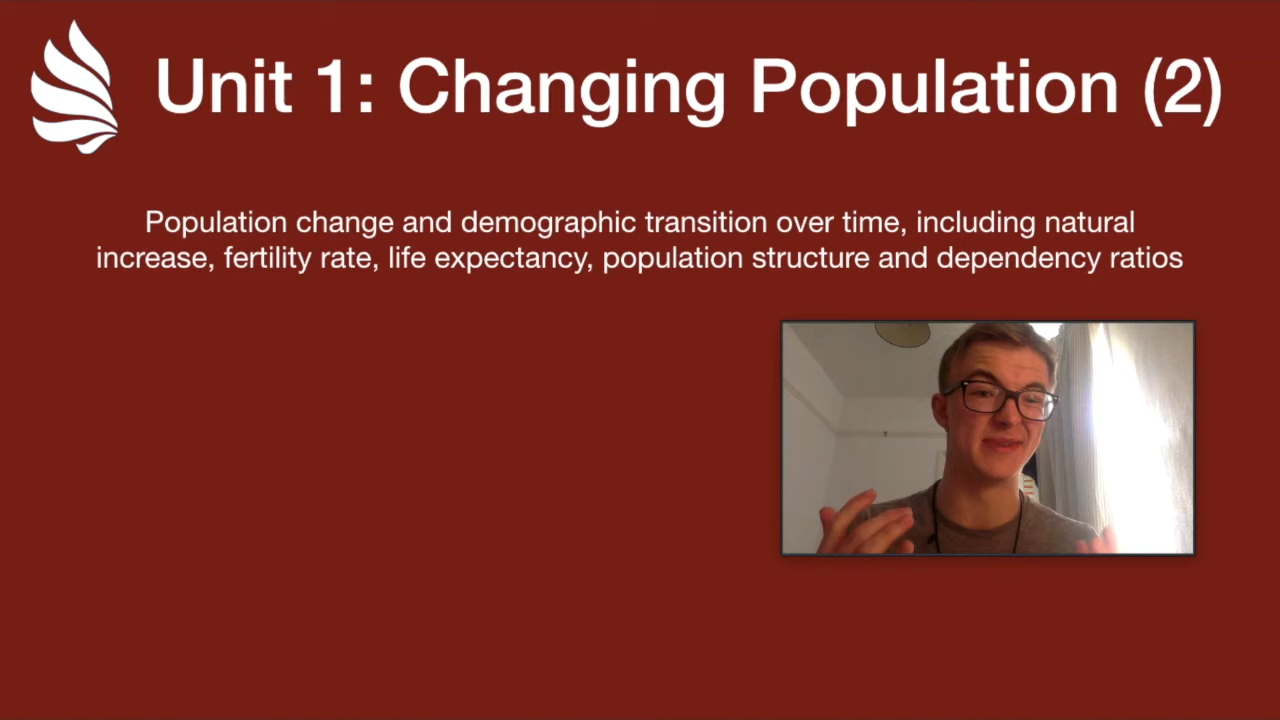 Unit 1: Changing Population (2)
Population change and demographic transition over time, including natural
increase, fertility rate, life expectancy, population structure and dependency ratios